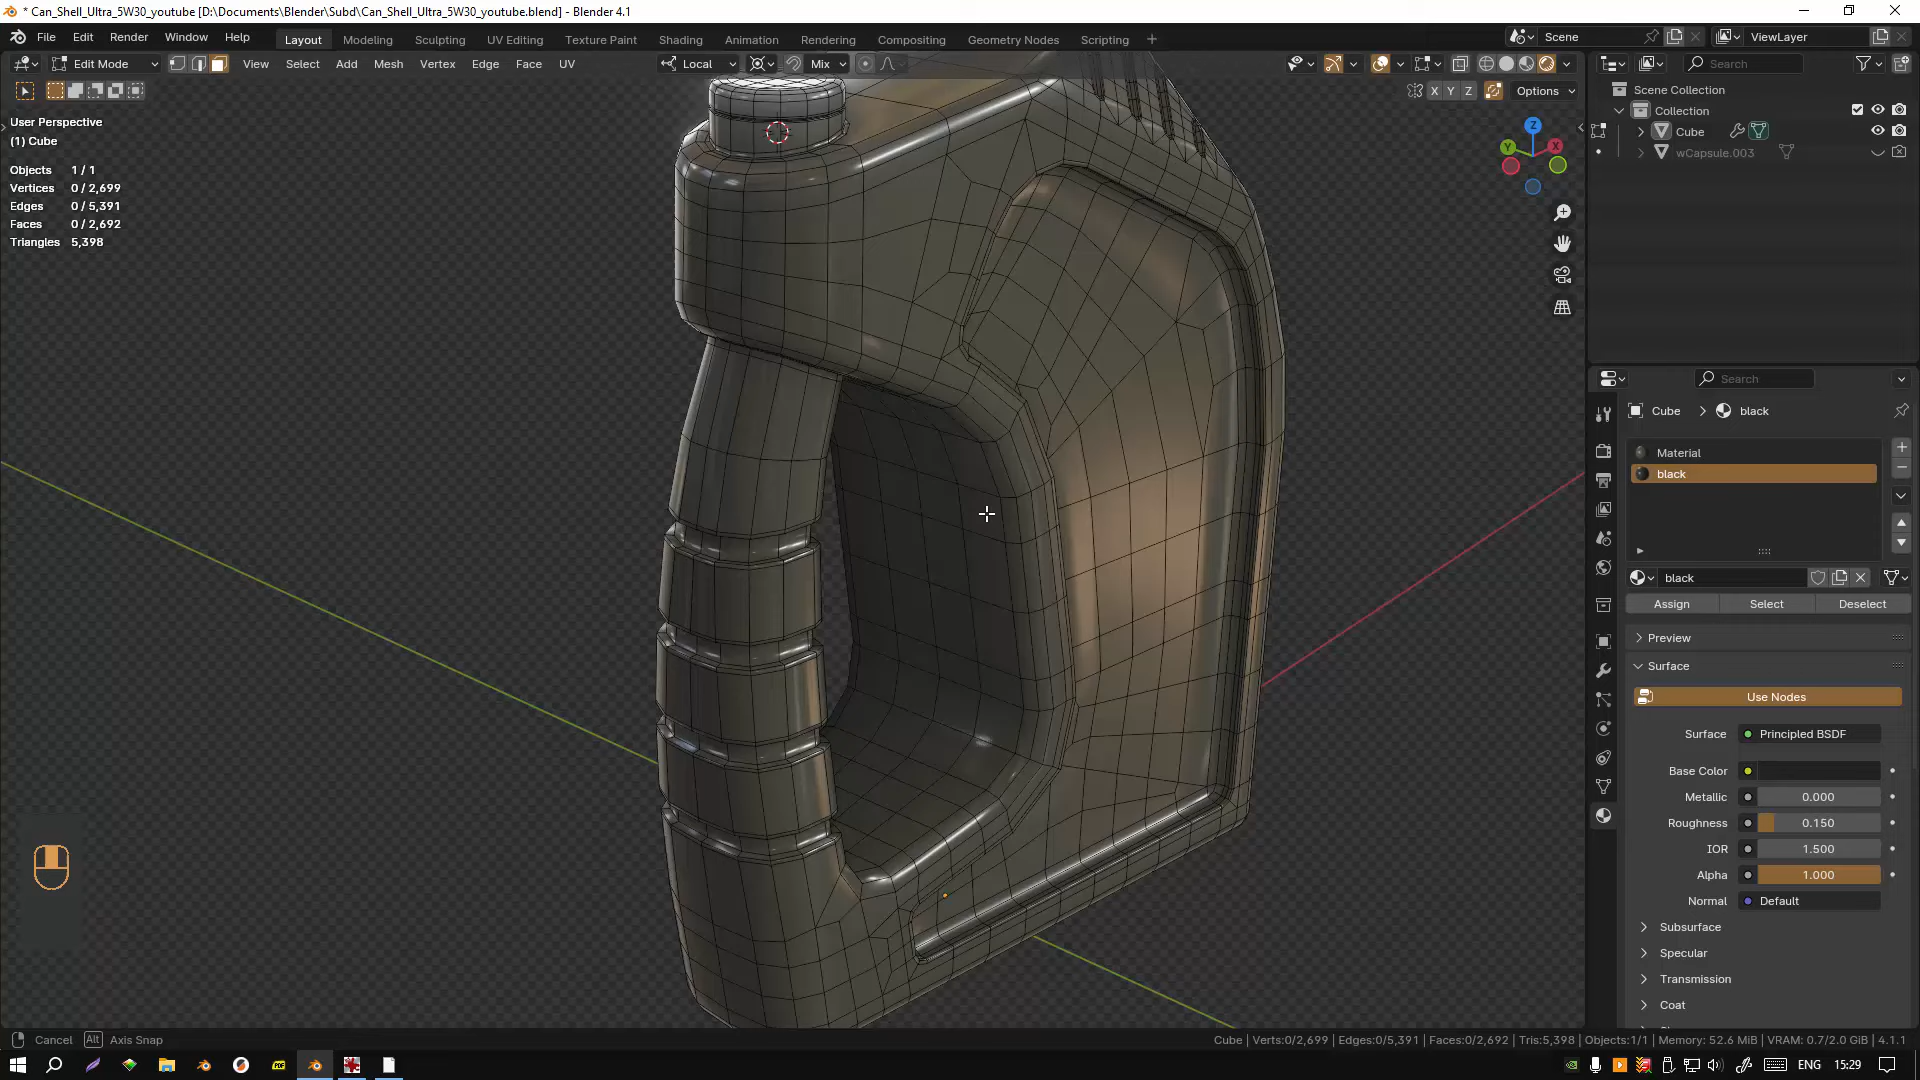 * Can_Shell_Ultra_5W30_youtube [D:\Documents\Blender\Subd\Can_Shell_Ultra_5W30_youtube.blend] - Blender 4.1
File Edit Render Window Help
Layout Modeling Sculpting UV Editing Texture Paint Shading Animation Rendering Compositing Geometry Nodes Scripting +
Scene ViewLayer
Edit Mode View Select Add Mesh Vertex Edge Face UV Local Mix
Search
X Y Z Options
Scene Collection
Collection
Cube
wCapsule.003
User Perspective
(1) Cube
Objects 1 / 1
Vertices 0 / 2,699
Edges 0 / 5,391
Faces 0 / 2,692
Triangles 5,398
Z
Y
X
Search
Cube > black
Material
black
black
Assign Select Deselect
Preview
Surface
Use Nodes
Surface Principled BSDF
Base Color
Metallic 0.000
Roughness 0.150
IOR 1.500
Alpha 1.000
Normal Default
Subsurface
Specular
Transmission
Coat
Cancel Alt Axis Snap
Cube | Verts:0/2,699 | Edges:0/5,391 | Faces:0/2,692 | Tris:5,398 | Objects:1/1 | Memory: 52.6 MiB | VRAM: 0.7/2.0 GiB | 4.1.1
ENG 15:29